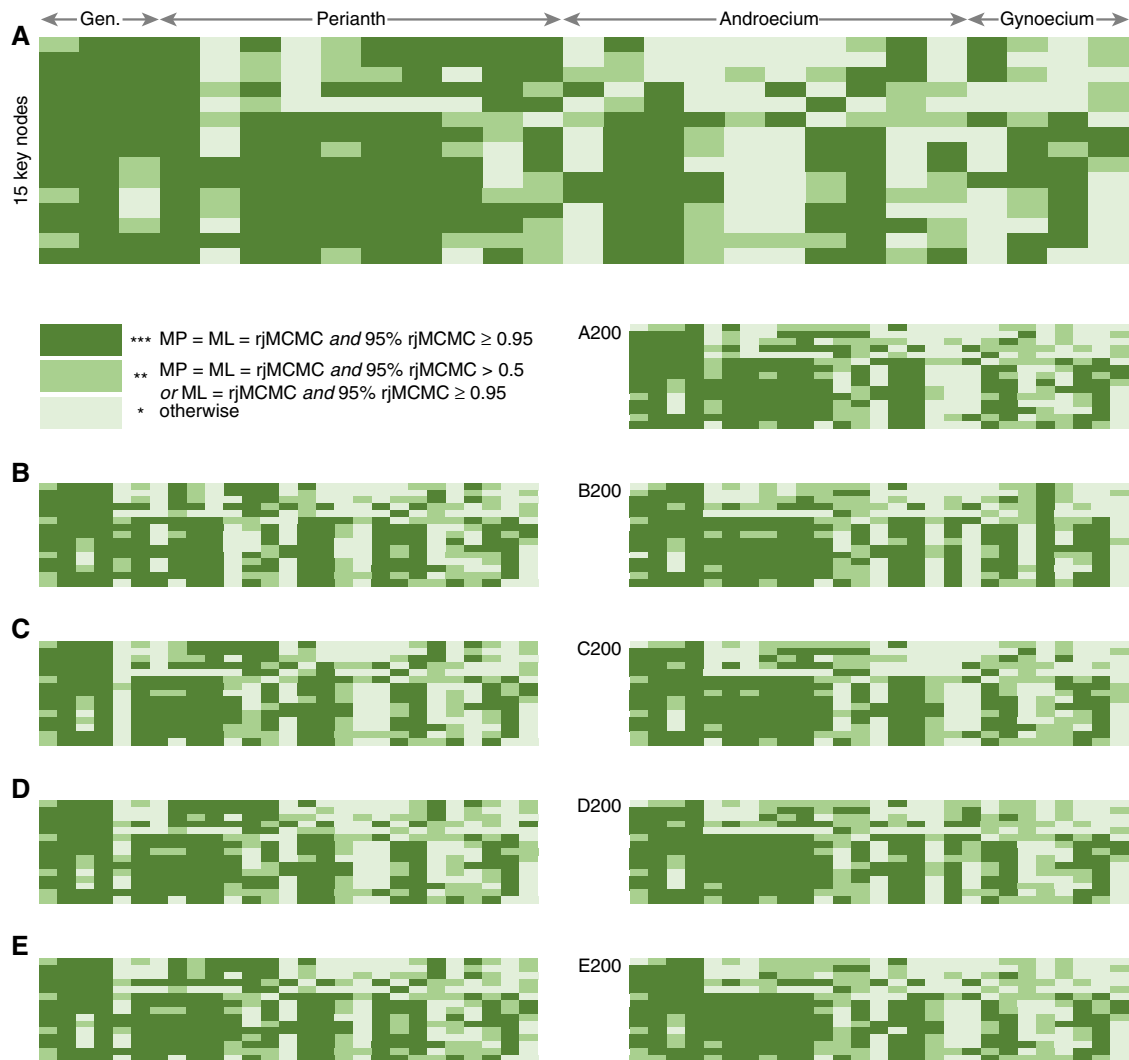 Gen. Perianth Androecium Gynoecium
A
15 key nodes
*** MP = ML = rjMCMC and 95% rjMCMC ≥ 0.95
** MP = ML = rjMCMC and 95% rjMCMC > 0.5
or ML = rjMCMC and 95% rjMCMC ≥ 0.95
* otherwise
A200
B
B200
C
C200
D
D200
E
E200